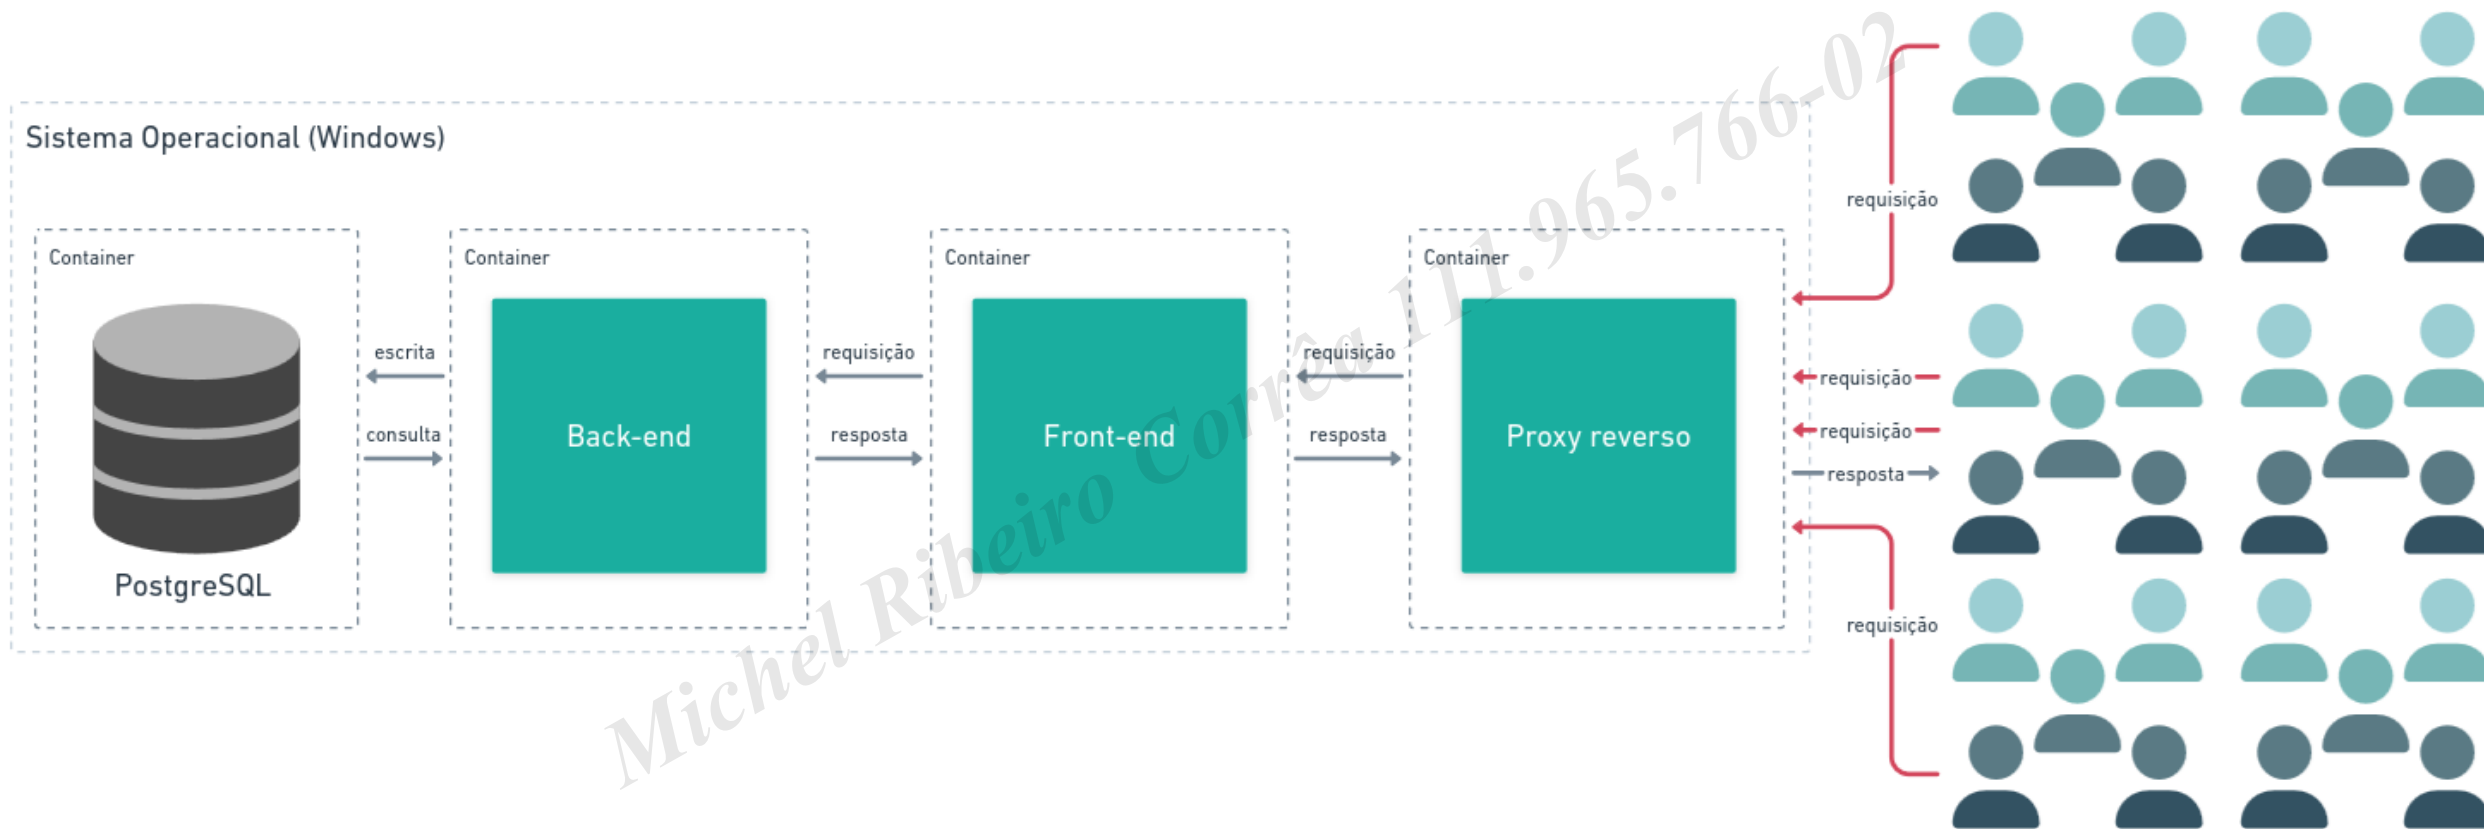 Sistema Operacional (Windows)
Container
Container
Container
Container
escrita
consulta
PostgreSQL
Back-end
requisição
resposta
Front-end
requisição
resposta
Proxy reverso
requisição
requisição
requisição
resposta
requisição
Michel Ribeiro Corrêa 111.965.766-02